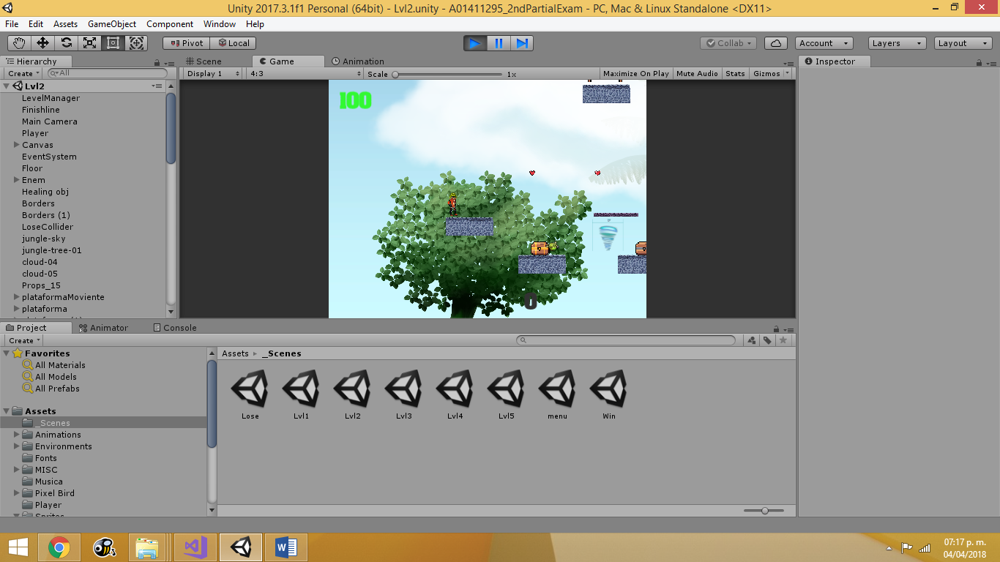 Unity 2017.3.1f1 Personal (64bit) - Lvl2.unity - A01411295_2ndPartialExam - PC, Mac & Linux Standalone <DX11>
File Edit Assets GameObject Component Window Help
Pivot Local Collab Account Layers Layout
Hierarchy
Create All
Lvl2
LevelManager
Finishline
Main Camera
Player
Canvas
EventSystem
Floor
Enem
Healing obj
Borders
Borders (1)
LoseCollider
jungle-sky
jungle-tree-01
cloud-04
cloud-05
Props_15
plataformaMoviente
plataforma
Scene Game Animation
Display 1 4:3 Scale 1x Maximize On Play Mute Audio Stats Gizmos
100
0
Inspector
Project Animator Console
Create
Favorites
All Materials
All Models
All Prefabs
Assets
_Scenes
Animations
Environments
Fonts
MISC
Musica
Pixel Bird
Player
Sprites
Assets _Scenes
Lose Lvl1 Lvl2 Lvl3 Lvl4 Lvl5 menu Win
07:17 p. m.
04/04/2018